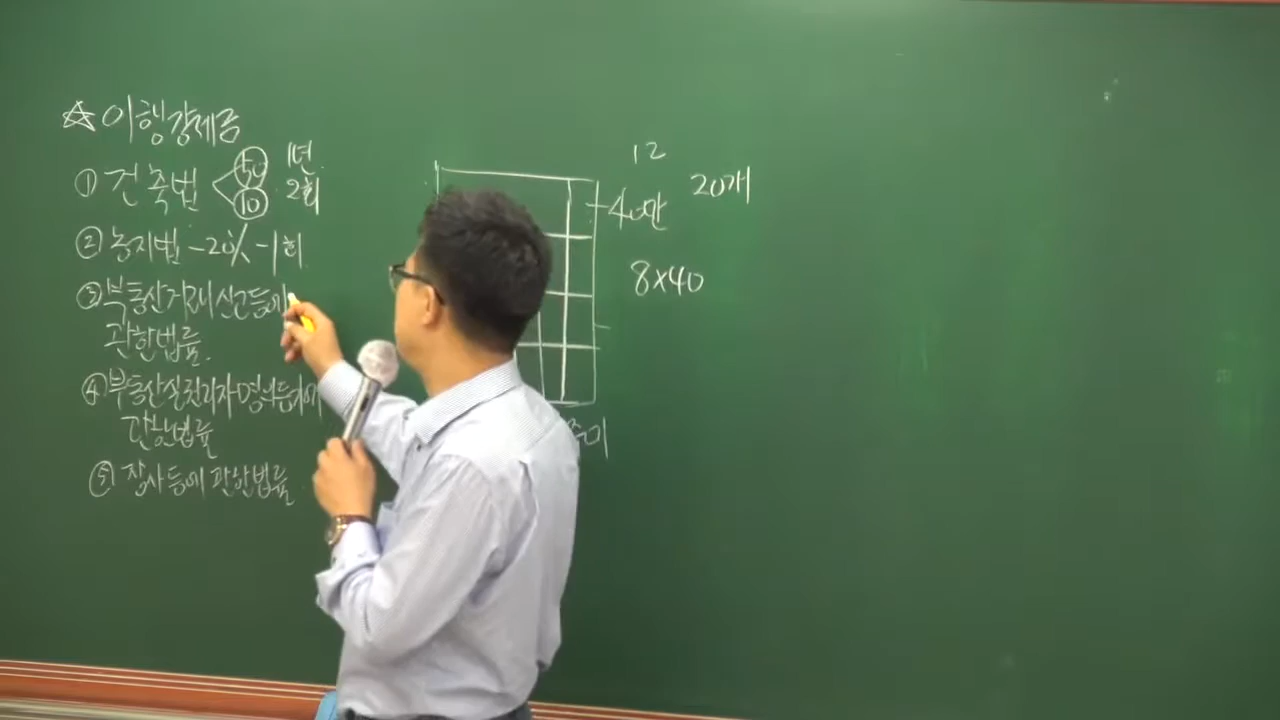 ☆ 이행강제금
① 건축법 < 50 1년
10 2회
② 농지법 - 20% - 1회
③ 부동산거래신고등에
관한법률.
④ 부동산실권리자명의등기에
관한법률
⑤ 장사등에 관한법률
12
40만 20개
8×40